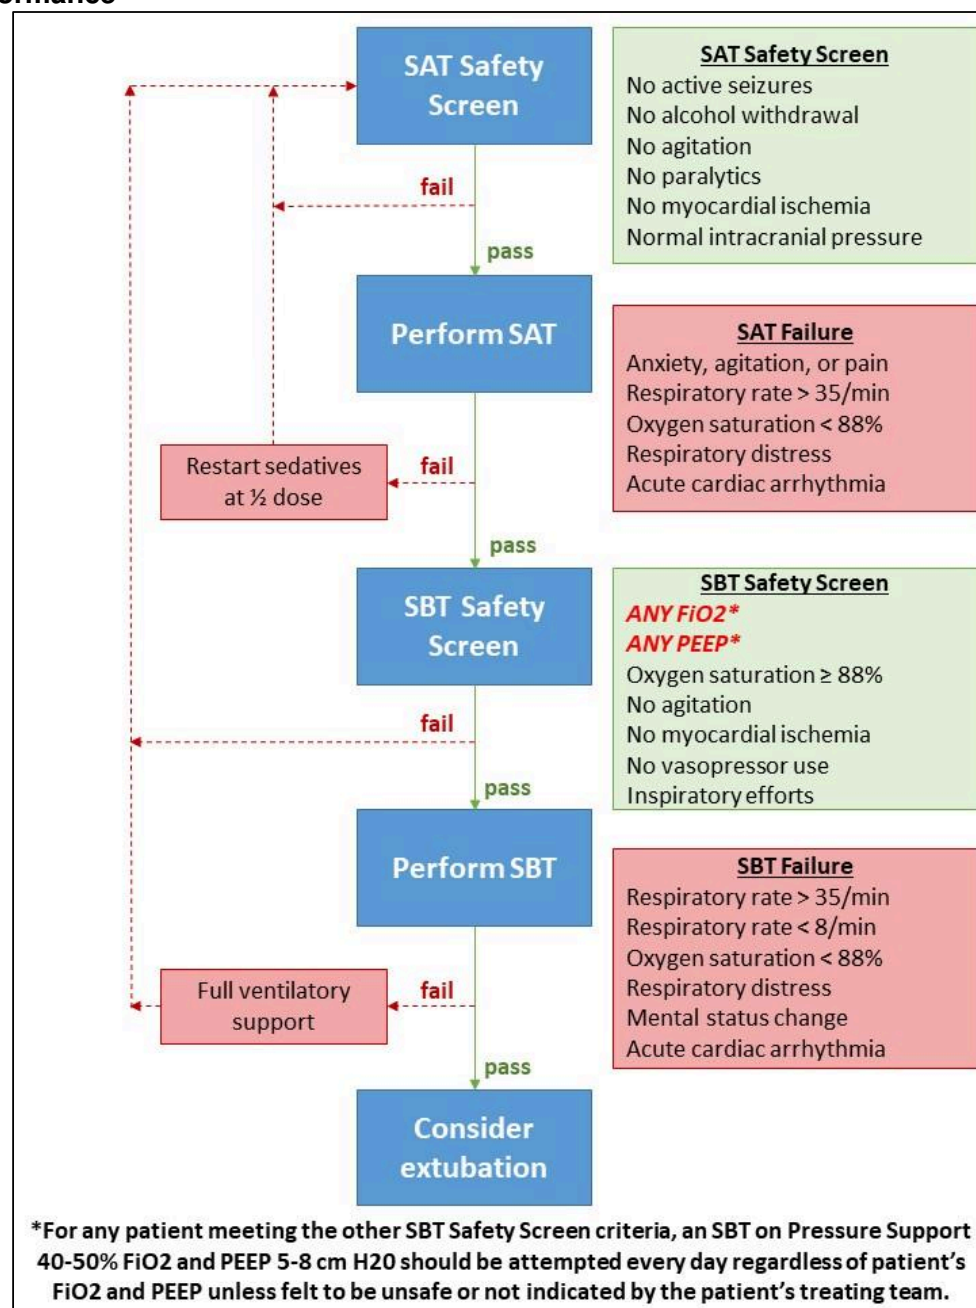 SAT Safety
Screen
SAT Safety Screen
No active seizures
No alcohol withdrawal
No agitation
No paralytics
No myocardial ischemia
Normal intracranial pressure
fail
pass
Perform SAT
SAT Failure
Anxiety, agitation, or pain
Respiratory rate > 35/min
Oxygen saturation < 88%
Respiratory distress
Acute cardiac arrhythmia
Restart sedatives
at ½ dose
fail
pass
SBT Safety
Screen
SBT Safety Screen
ANY FiO2*
ANY PEEP*
Oxygen saturation ≥ 88%
No agitation
No myocardial ischemia
No vasopressor use
Inspiratory efforts
fail
pass
Perform SBT
SBT Failure
Respiratory rate > 35/min
Respiratory rate < 8/min
Oxygen saturation < 88%
Respiratory distress
Mental status change
Acute cardiac arrhythmia
Full ventilatory
support
fail
pass
Consider
extubation
*For any patient meeting the other SBT Safety Screen criteria, an SBT on Pressure Support
40-50% FiO2 and PEEP 5-8 cm H20 should be attempted every day regardless of patient's
FiO2 and PEEP unless felt to be unsafe or not indicated by the patient's treating team.